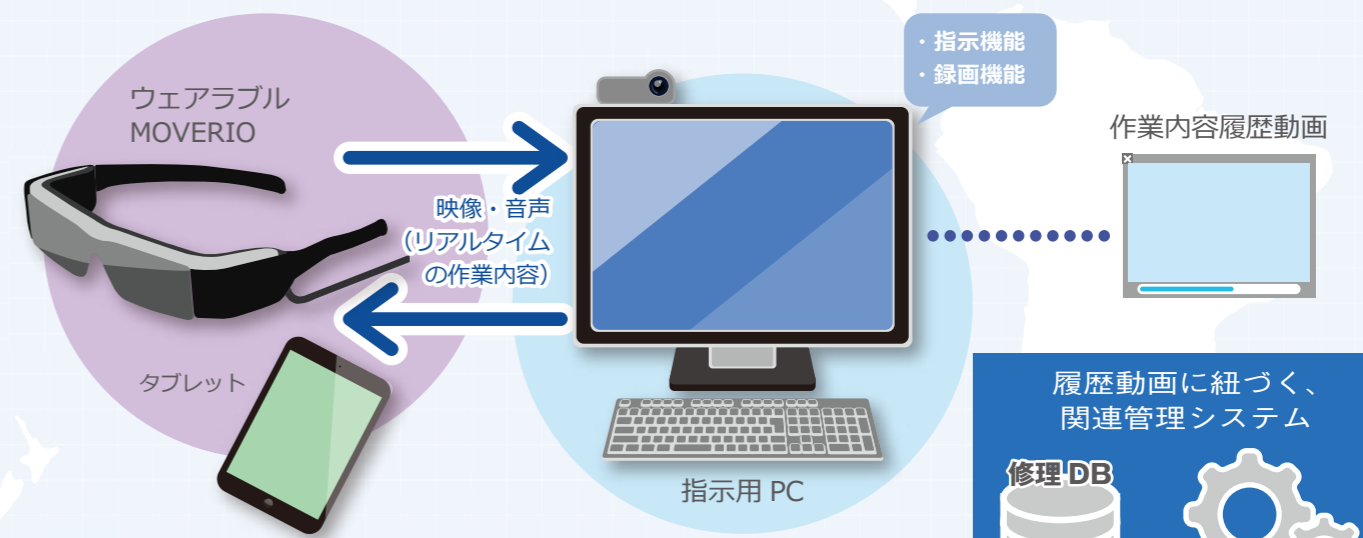 ウェアラブル
MOVERIO
映像・音声
（リアルタイム
の作業内容）
タブレット
・指示機能
・録画機能
指示用 PC
作業内容履歴動画
履歴動画に紐づく、
関連管理システム
修理 DB